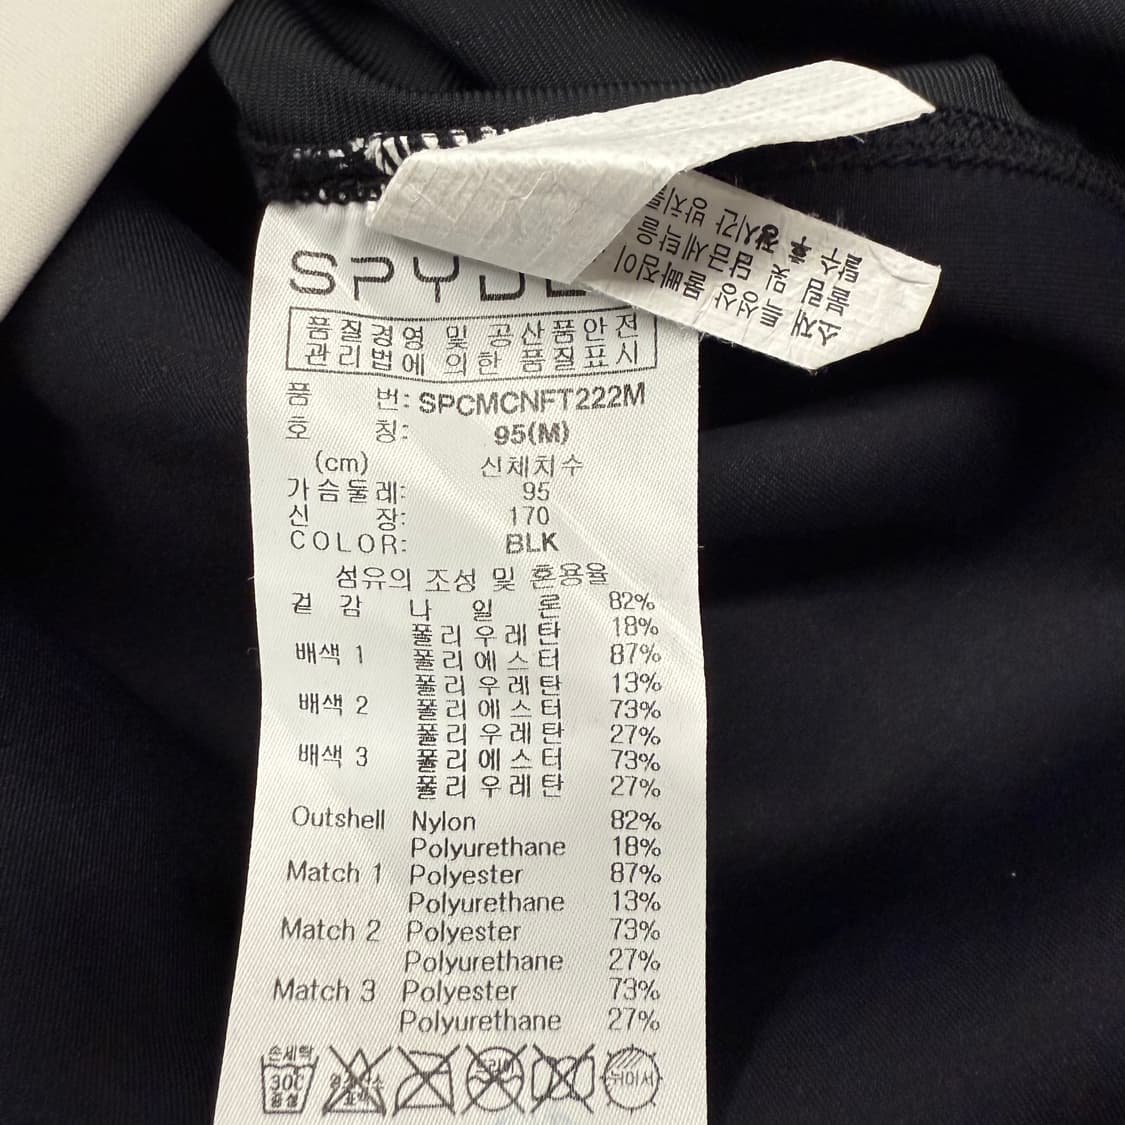 SPYDE
품질경영 및 공산품안전
관리법에 의한 품질표시
품 번: SPCMCNFT222M
호 칭: 95(M)
(cm) 신체치수
가슴둘레: 95
신 장: 170
COLOR: BLK
섬유의 조성 및 혼용율
겉 감 나 일 론 82%
폴리우레탄 18%
배색 1 폴리에스터 87%
폴리우레탄 13%
배색 2 폴리에스터 73%
폴리우레탄 27%
배색 3 폴리에스터 73%
폴리우레탄 27%
Outshell Nylon 82%
Polyurethane 18%
Match 1 Polyester 87%
Polyurethane 13%
Match 2 Polyester 73%
Polyurethane 27%
Match 3 Polyester 73%
Polyurethane 27%
손세탁
30℃
중성
드라이
뉘어서